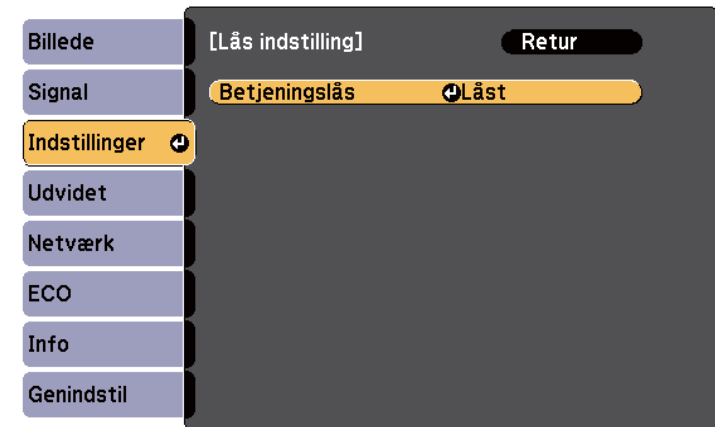 Billede
Signal
Indstillinger
Udvidet
Netværk
ECO
Info
Genindstil
[Lås indstilling] Retur
Betjeningslås Låst